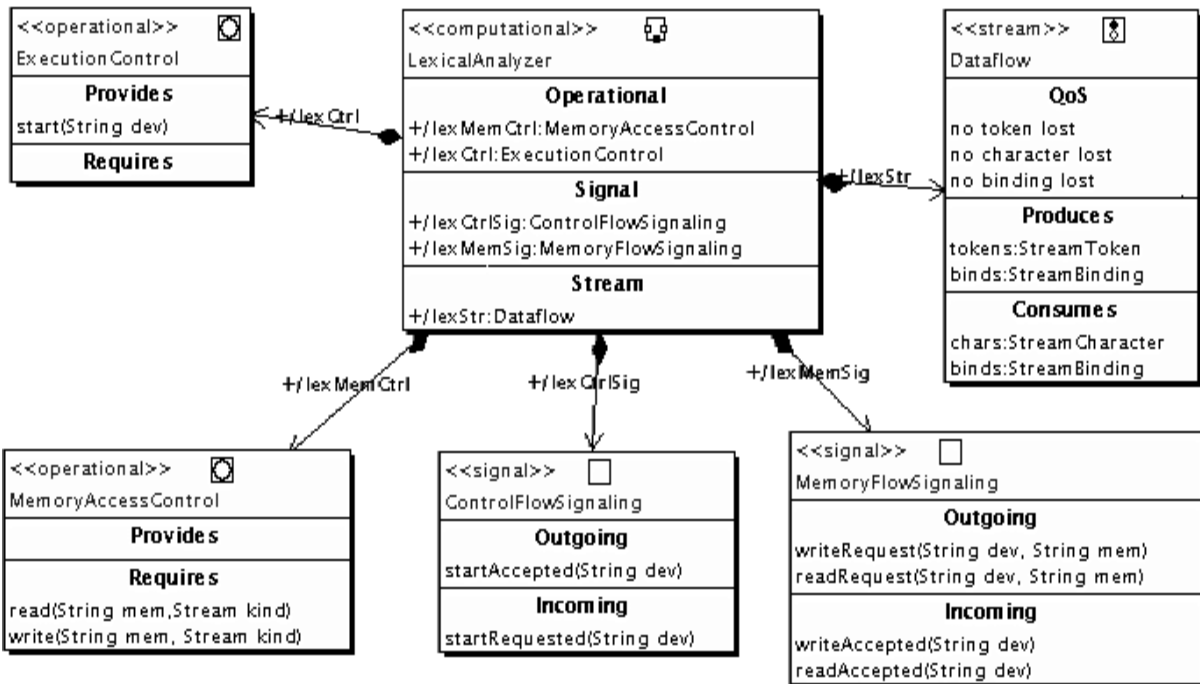 <<operational>>
ExecutionControl
Provides
start(String dev)
Requires
+/lexCtrl
<<computational>>
LexicalAnalyzer
Operational
+/lexMemCtrl:MemoryAccessControl
+/lexCtrl:ExecutionControl
Signal
+/lexCtrlSig:ControlFlowSignaling
+/lexMemSig:MemoryFlowSignaling
Stream
+/lexStr:Dataflow
+/lexStr
<<stream>>
Dataflow
QoS
no token lost
no character lost
no binding lost
Produces
tokens:StreamToken
binds:StreamBinding
Consumes
chars:StreamCharacter
binds:StreamBinding
+/lexMemCtrl
+/lexCtrlSig
+/lexMemSig
<<operational>>
MemoryAccessControl
Provides
Requires
read(String mem,Stream kind)
write(String mem, Stream kind)
<<signal>>
ControlFlowSignaling
Outgoing
startAccepted(String dev)
Incoming
startRequested(String dev)
<<signal>>
MemoryFlowSignaling
Outgoing
writeRequest(String dev, String mem)
readRequest(String dev, String mem)
Incoming
writeAccepted(String dev)
readAccepted(String dev)